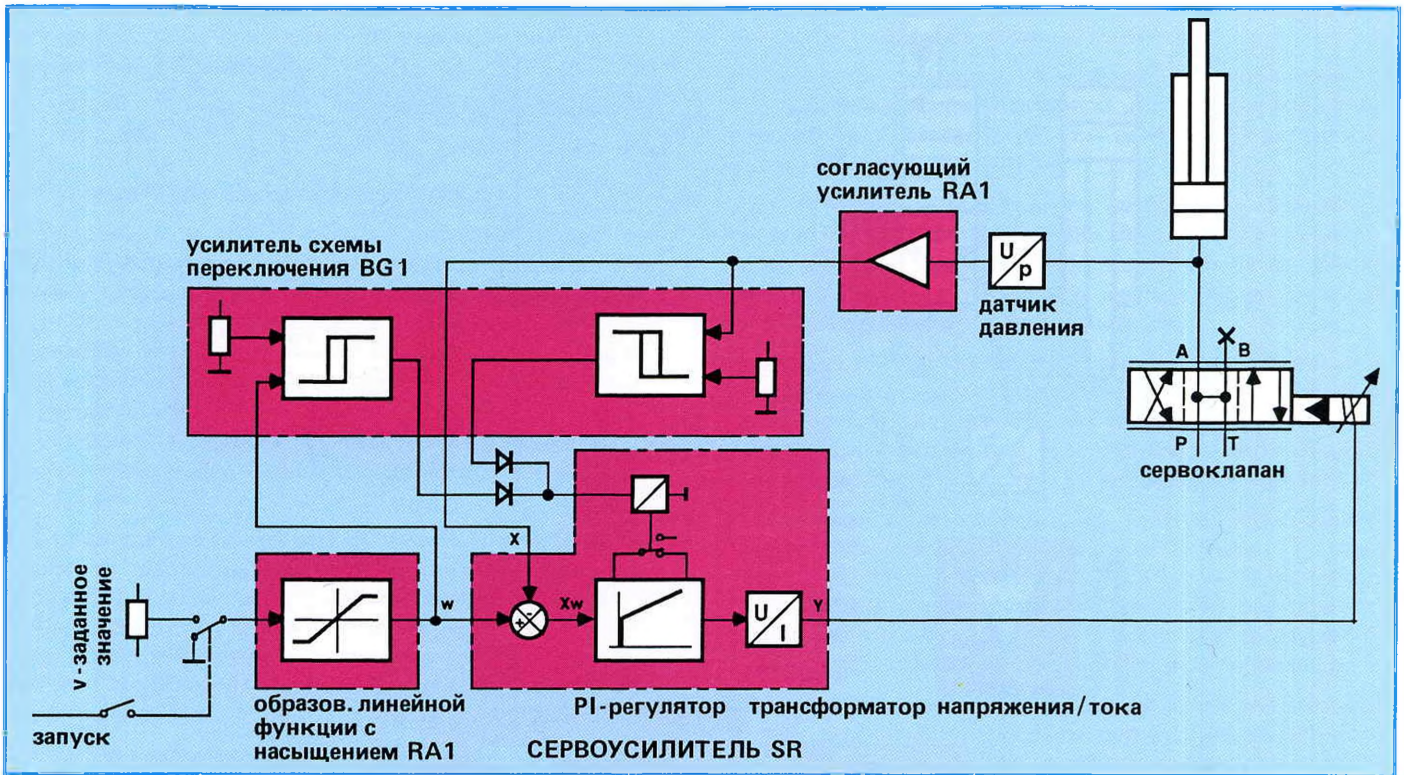 согласующий
усилитель RA1
усилитель схемы
переключения BG1
U
p
датчик
давления
A
B
P
T
сервоклапан
X
v-заданное
значение
w
+
-
Xw
U
I
Y
запуск
образов. линейной
функции с
насыщением RA1
PI-регулятор трансформатор напряжения/тока
СЕРВОУСИЛИТЕЛЬ SR